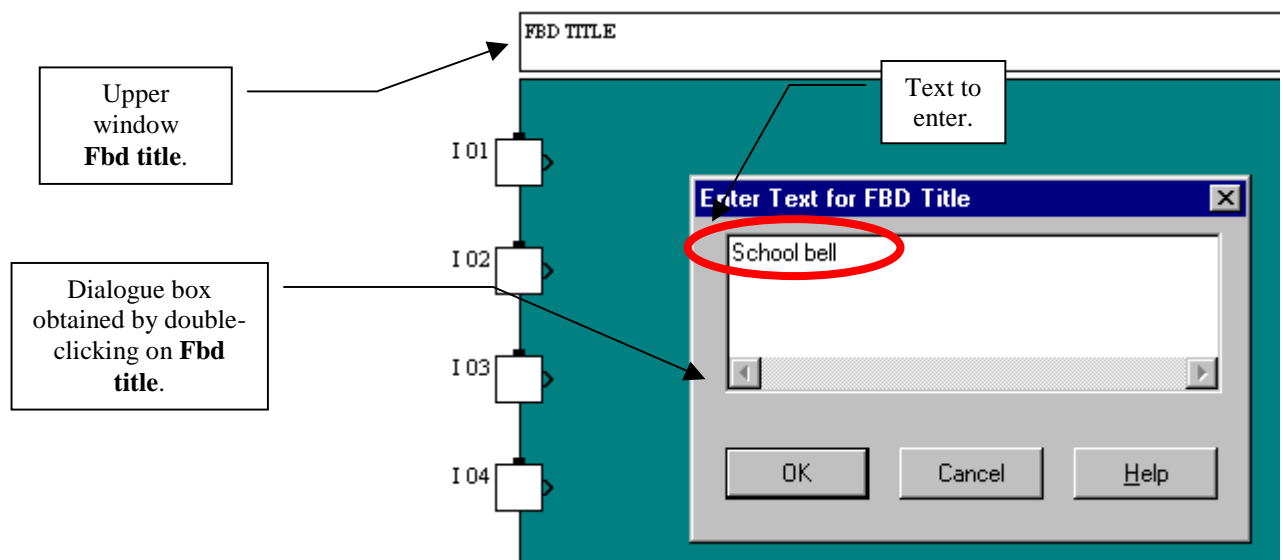 FBD TITLE
Upper
window
Fbd title.
Text to
enter.
I 01
Enter Text for FBD Title
School bell
I 02
Dialogue box
obtained by double-
clicking on Fbd
title.
I 03
I 04
OK
Cancel
Help